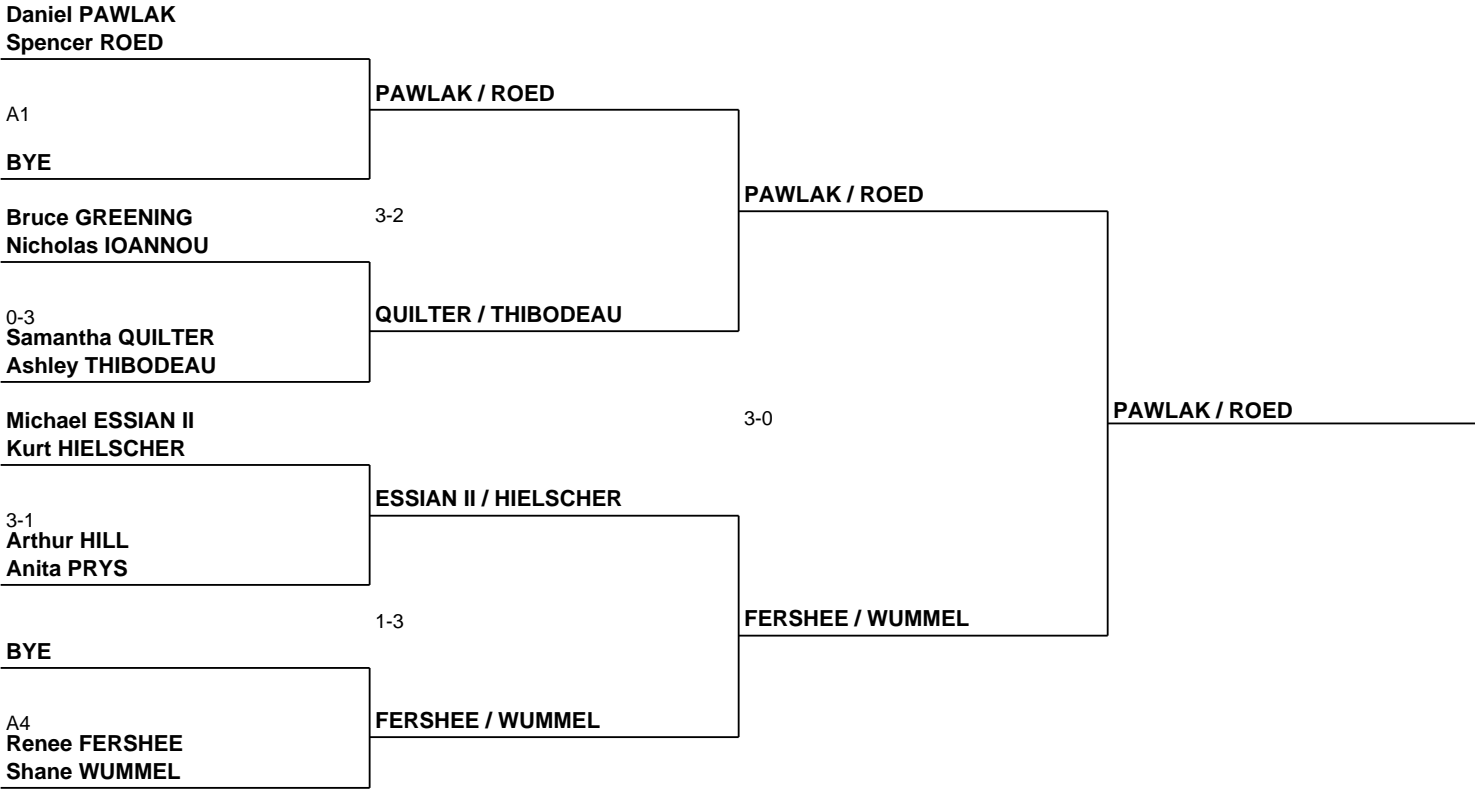 Daniel PAWLAK
Spencer ROED
PAWLAK / ROED
A1
BYE
PAWLAK / ROED
Bruce GREENING
3-2
Nicholas IOANNOU
0-3
QUILTER / THIBODEAU
Samantha QUILTER
Ashley THIBODEAU
Michael ESSIAN II
3-0
PAWLAK / ROED
Kurt HIELSCHER
ESSIAN II / HIELSCHER
3-1
Arthur HILL
Anita PRYS
1-3
FERSHEE / WUMMEL
BYE
A4
FERSHEE / WUMMEL
Renee FERSHEE
Shane WUMMEL